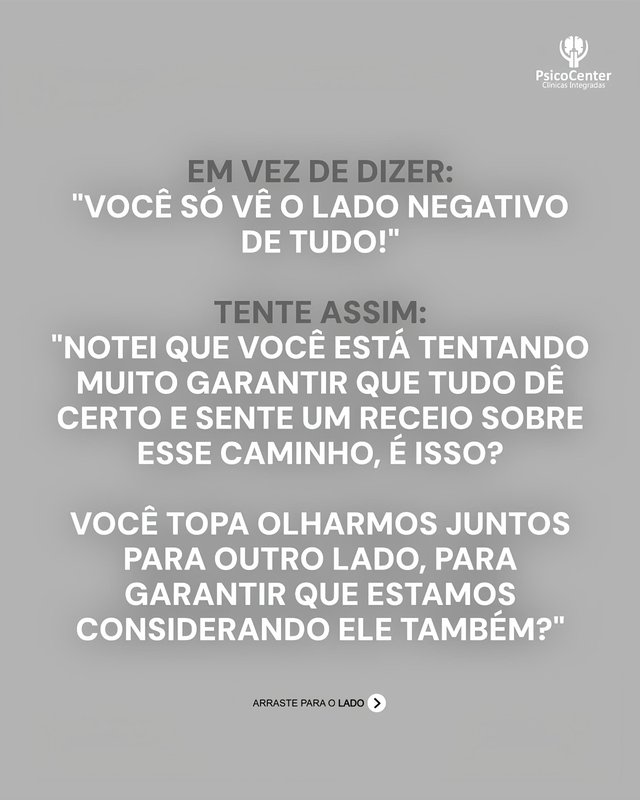 PsicoCenter
Clínicas Integradas
EM VEZ DE DIZER:
"VOCÊ SÓ VÊ O LADO NEGATIVO
DE TUDO!"
TENTE ASSIM:
"NOTEI QUE VOCÊ ESTÁ TENTANDO
MUITO GARANTIR QUE TUDO DÊ
CERTO E SENTE UM RECEIO SOBRE
ESSE CAMINHO, É ISSO?
VOCÊ TOPA OLHARMOS JUNTOS
PARA OUTRO LADO, PARA
GARANTIR QUE ESTAMOS
CONSIDERANDO ELE TAMBÉM?"
ARRASTE PARA O LADO